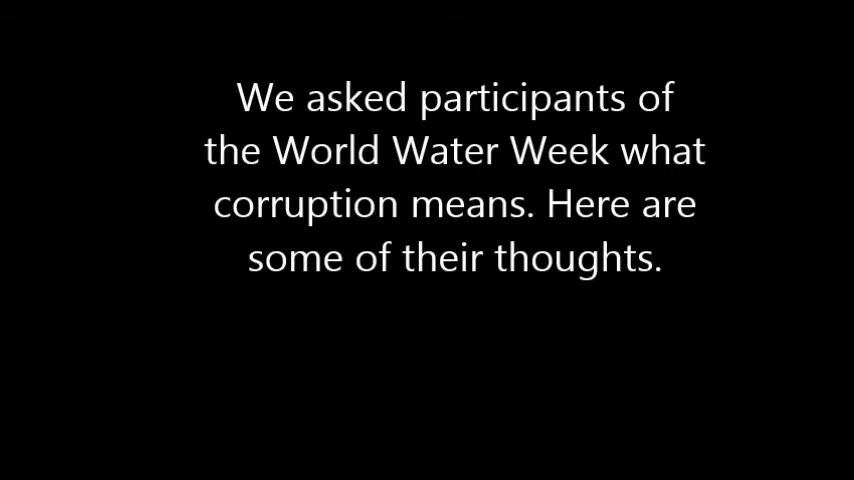 We asked participants of
the World Water Week what
corruption means. Here are
some of their thoughts.